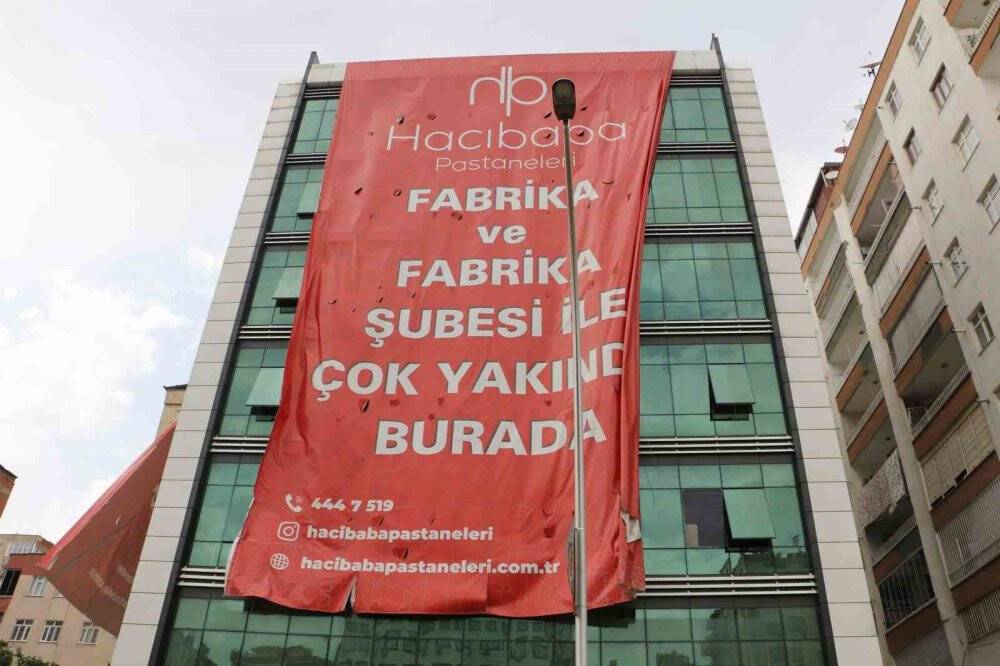 Hacıbaba
Pastaneleri
FABRİKA
ve
FABRİKA
ŞUBESİ İLE
ÇOK YAKIND
BURADA
444 7 519
hacibabapastaneleri
hacibabapastaneleri.com.tr